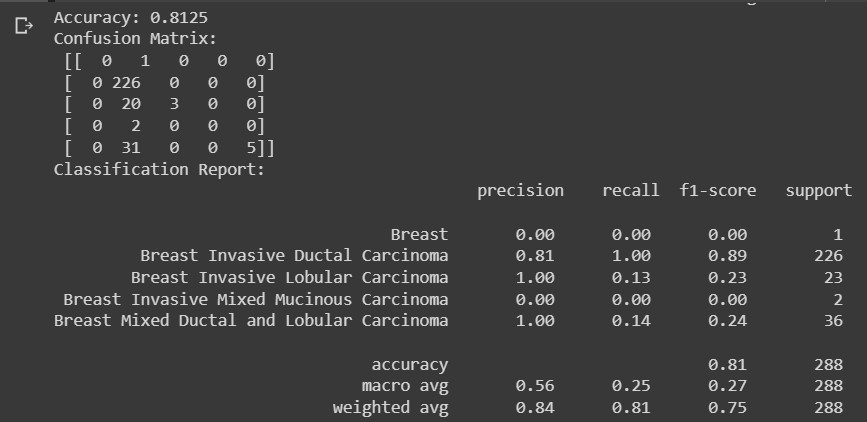 Accuracy: 0.8125
Confusion Matrix:
[[  0   1   0   0   0]
[  0 226   0   0   0]
[  0  20   3   0   0]
[  0   2   0   0   0]
[  0  31   0   0   5]]
Classification Report:
precision recall f1-score support
Breast 0.00 0.00 0.00 1
Breast Invasive Ductal Carcinoma 0.81 1.00 0.89 226
Breast Invasive Lobular Carcinoma 1.00 0.13 0.23 23
Breast Invasive Mixed Mucinous Carcinoma 0.00 0.00 0.00 2
Breast Mixed Ductal and Lobular Carcinoma 1.00 0.14 0.24 36
accuracy 0.81 288
macro avg 0.56 0.25 0.27 288
weighted avg 0.84 0.81 0.75 288